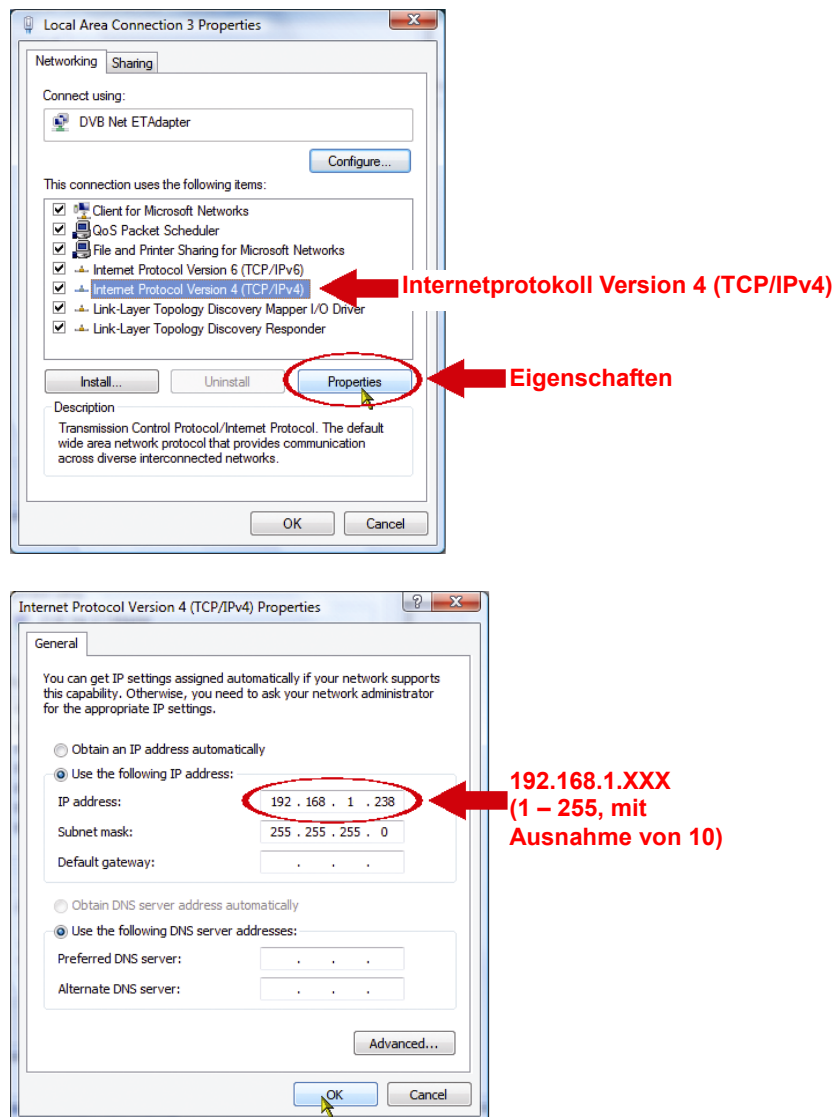 Local Area Connection 3 Properties
Networking
Sharing
Connect using:
DVB Net ETAdapter
Configure...
This connection uses the following items:
Client for Microsoft Networks
QoS Packet Scheduler
File and Printer Sharing for Microsoft Networks
Internet Protocol Version 6 (TCP/IPv6)
Internet Protocol Version 4 (TCP/IPv4)
Internetprotokoll Version 4 (TCP/IPv4)
Link-Layer Topology Discovery Mapper I/O Driver
Link-Layer Topology Discovery Responder
Install...
Uninstall
Properties
Eigenschaften
Description
Transmission Control Protocol/Internet Protocol. The default
wide area network protocol that provides communication
across diverse interconnected networks.
OK
Cancel
Internet Protocol Version 4 (TCP/IPv4) Properties
General
You can get IP settings assigned automatically if your network supports
this capability. Otherwise, you need to ask your network administrator
for the appropriate IP settings.
Obtain an IP address automatically
Use the following IP address:
IP address:
192 . 168 . 1 . 238
192.168.1.XXX
(1 – 255, mit
Ausnahme von 10)
Subnet mask:
255 . 255 . 255 . 0
Default gateway:
. . .
Obtain DNS server address automatically
Use the following DNS server addresses:
Preferred DNS server:
. . .
Alternate DNS server:
. . .
Advanced...
OK
Cancel